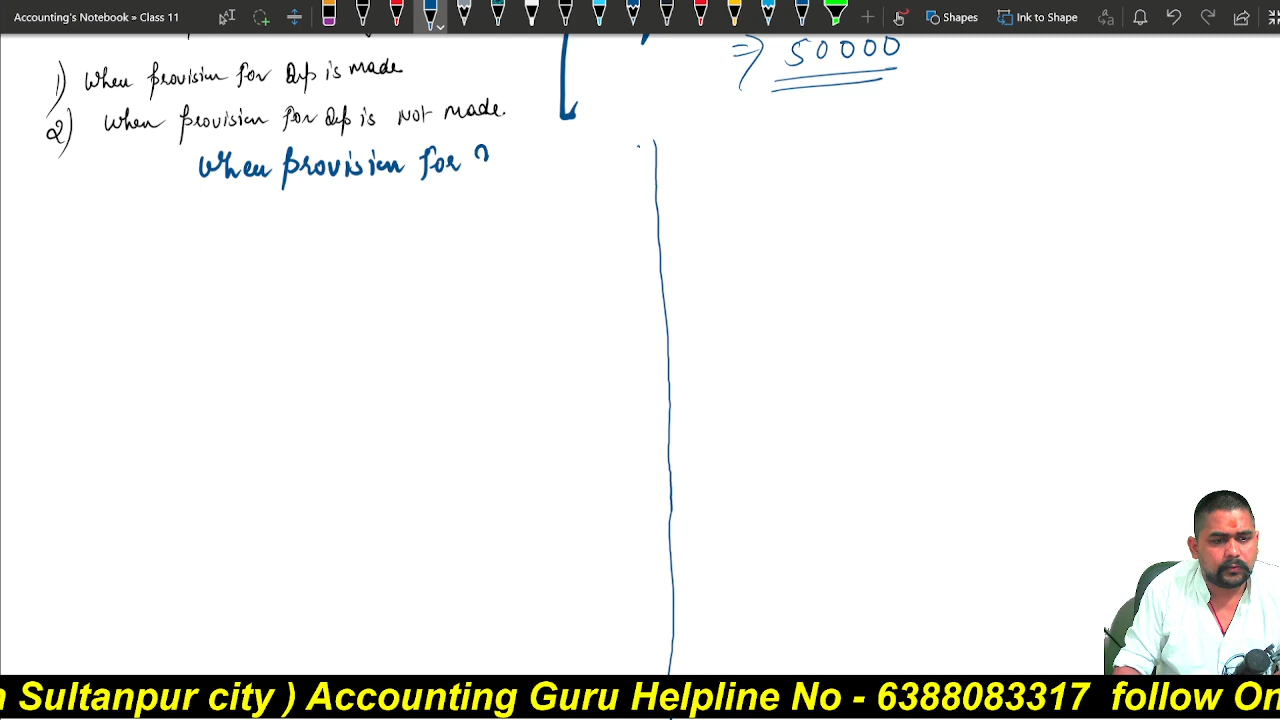 Accounting's Notebook » Class 11
Shapes
Ink to Shape
⇒ 50000
1) When provision for Dep is made
2) When provision for Dep is Not made.
When provision for
n Sultanpur city ) Accounting Guru Helpline No - 6388083317 follow On